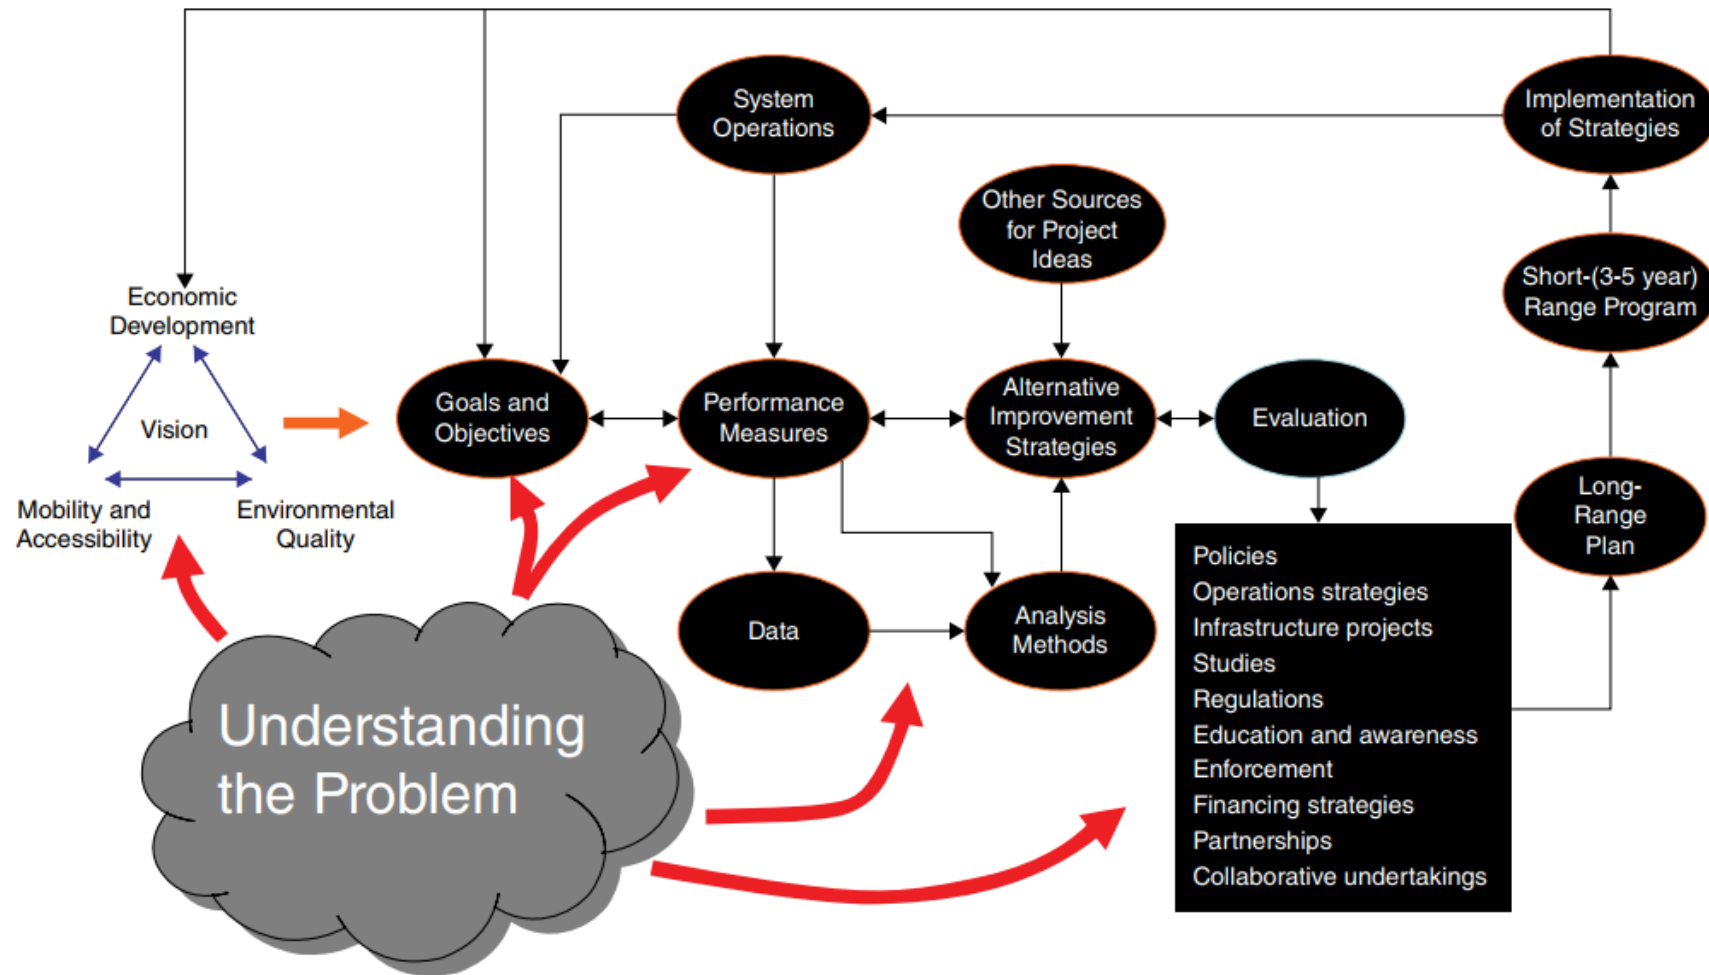 System
Operations
Implementation
of Strategies
Other Sources
for Project
Ideas
Short-(3-5 year)
Range Program
Economic
Development
Vision
Mobility and
Accessibility
Environmental
Quality
Goals and
Objectives
Performance
Measures
Alternative
Improvement
Strategies
Evaluation
Long-
Range
Plan
Data
Analysis
Methods
Policies
Operations strategies
Infrastructure projects
Studies
Regulations
Education and awareness
Enforcement
Financing strategies
Partnerships
Collaborative undertakings
Understanding
the Problem